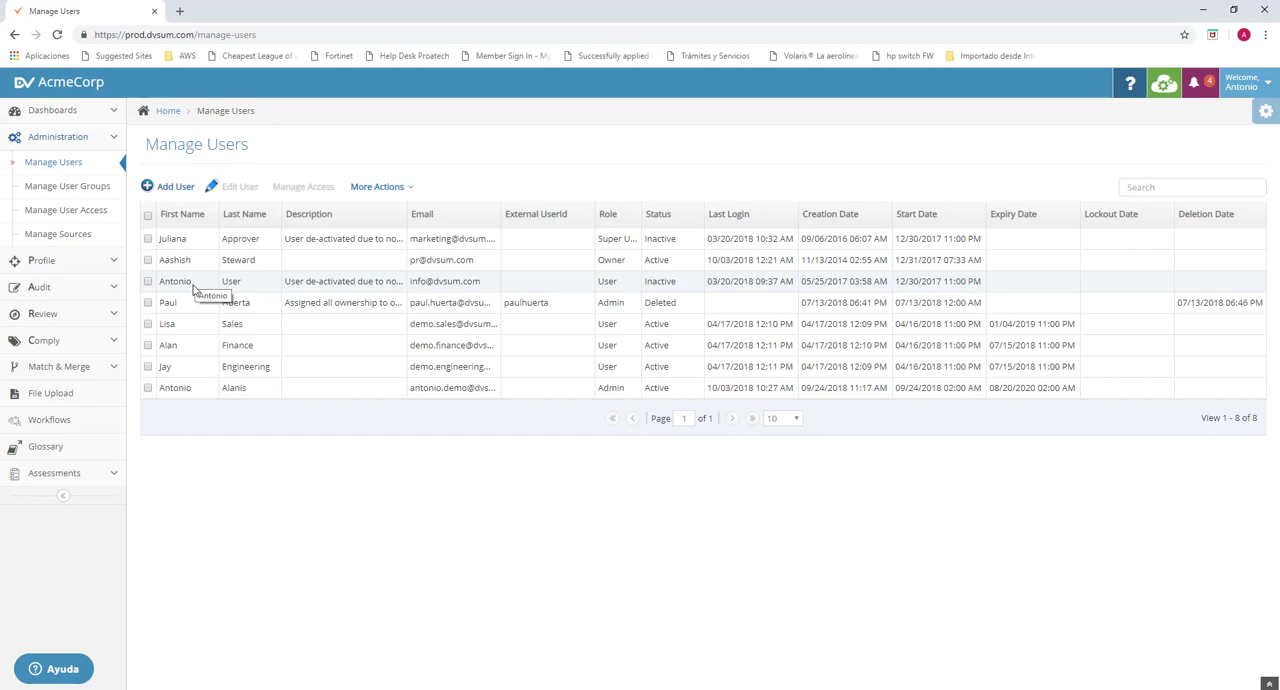 Manage Users
https://prod.dvsum.com/manage-users
Aplicaciones Suggested Sites AWS Cheapest League of L Fortinet Help Desk Proatech Member Sign In - My Successfully applied Trámites y Servicios Volaris® La aerolínea hp switch FW Importado desde Int
DV AcmeCorp ? 4 Welcome, Antonio
Dashboards
Administration
Manage Users
Manage User Groups
Manage User Access
Manage Sources
Profile
Audit
Review
Comply
Match & Merge
File Upload
Workflows
Glossary
Assessments
Ayuda
Home > Manage Users
Manage Users
Add User Edit User Manage Access More Actions Search
First Name Last Name Description Email External UserId Role Status Last Login Creation Date Start Date Expiry Date Lockout Date Deletion Date
Juliana Approver User de-activated due to no... marketing@dvsum.... Super U... Inactive 03/20/2018 10:32 AM 09/06/2016 06:07 AM 12/30/2017 11:00 PM
Aashish Steward pr@dvsum.com Owner Active 10/03/2018 12:21 AM 11/13/2014 02:55 AM 12/31/2017 07:33 AM
Antonio User User de-activated due to no... info@dvsum.com User Inactive 03/20/2018 09:37 AM 05/25/2017 03:58 AM 12/30/2017 11:00 PM
Antonio
Paul Assigned all ownership to o... paul.huerta@dvsu... paulhuerta Admin Deleted 07/13/2018 06:41 PM 07/13/2018 12:00 AM 07/13/2018 06:46 PM
Lisa Sales demo.sales@dvsum... User Active 04/17/2018 12:10 PM 04/17/2018 12:09 PM 04/16/2018 11:00 PM 01/04/2019 11:00 PM
Alan Finance demo.finance@dvs... User Active 04/17/2018 12:11 PM 04/17/2018 12:10 PM 04/16/2018 11:00 PM 07/15/2018 11:00 PM
Jay Engineering demo.engineering... User Active 04/17/2018 12:11 PM 04/17/2018 12:09 PM 04/16/2018 11:00 PM 07/15/2018 11:00 PM
Antonio Alanis antonio.demo@dvs... Admin Active 10/03/2018 10:27 AM 09/24/2018 11:17 AM 09/24/2018 02:00 AM 08/20/2020 02:00 AM
Page 1 of 1 10 View 1 - 8 of 8